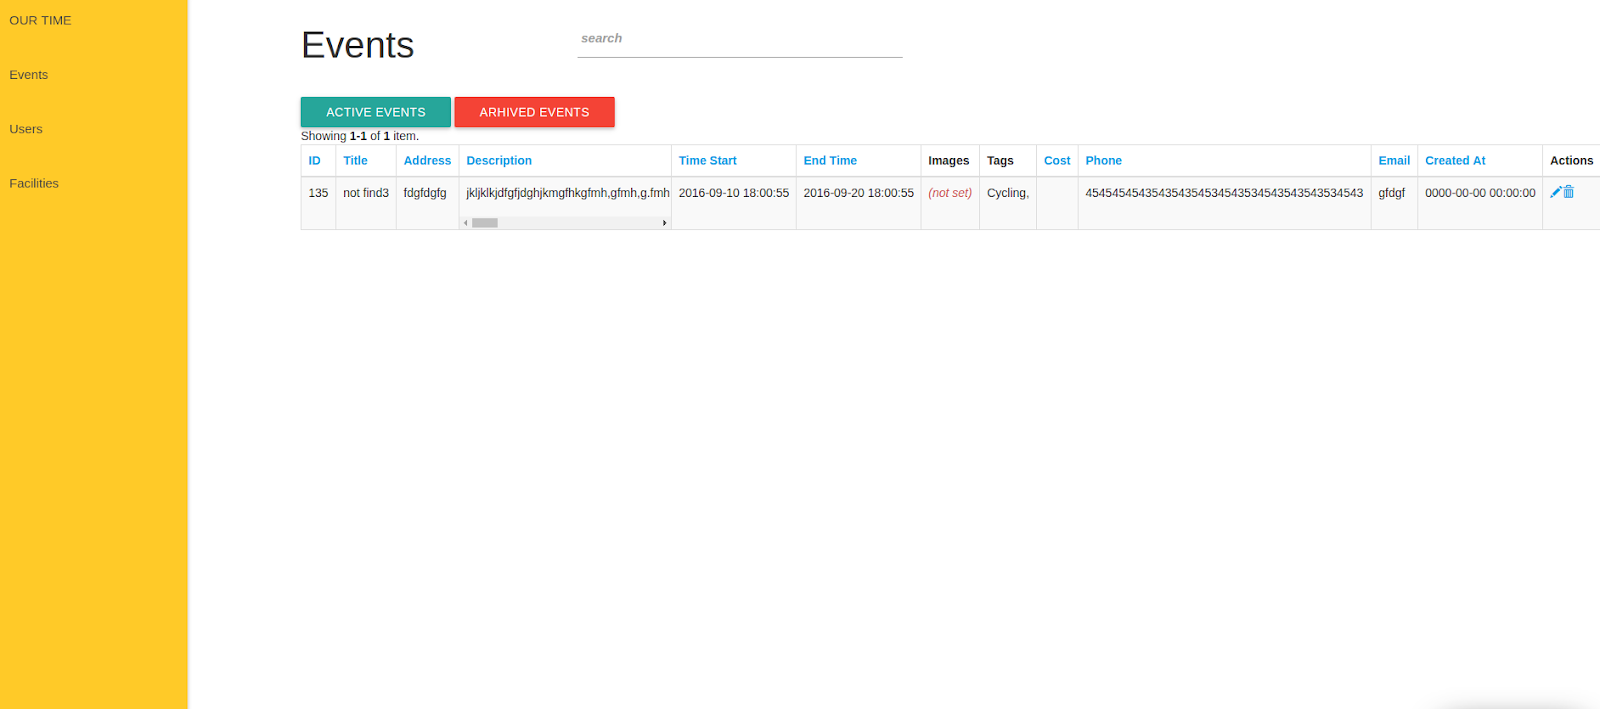 OUR TIME
Events
Users
Facilities
Events
search
ACTIVE EVENTS ARHIVED EVENTS
Showing 1-1 of 1 item.
ID Title Address Description Time Start End Time Images Tags Cost Phone Email Created At Actions
135 not find3 fdgfdgfg jkljklkjdfgfjdghjkmgfhkgfmh,gfmh,g.fmh 2016-09-10 18:00:55 2016-09-20 18:00:55 (not set) Cycling, 45454545435435435453454353454354354353534543 gfdgf 0000-00-00 00:00:00